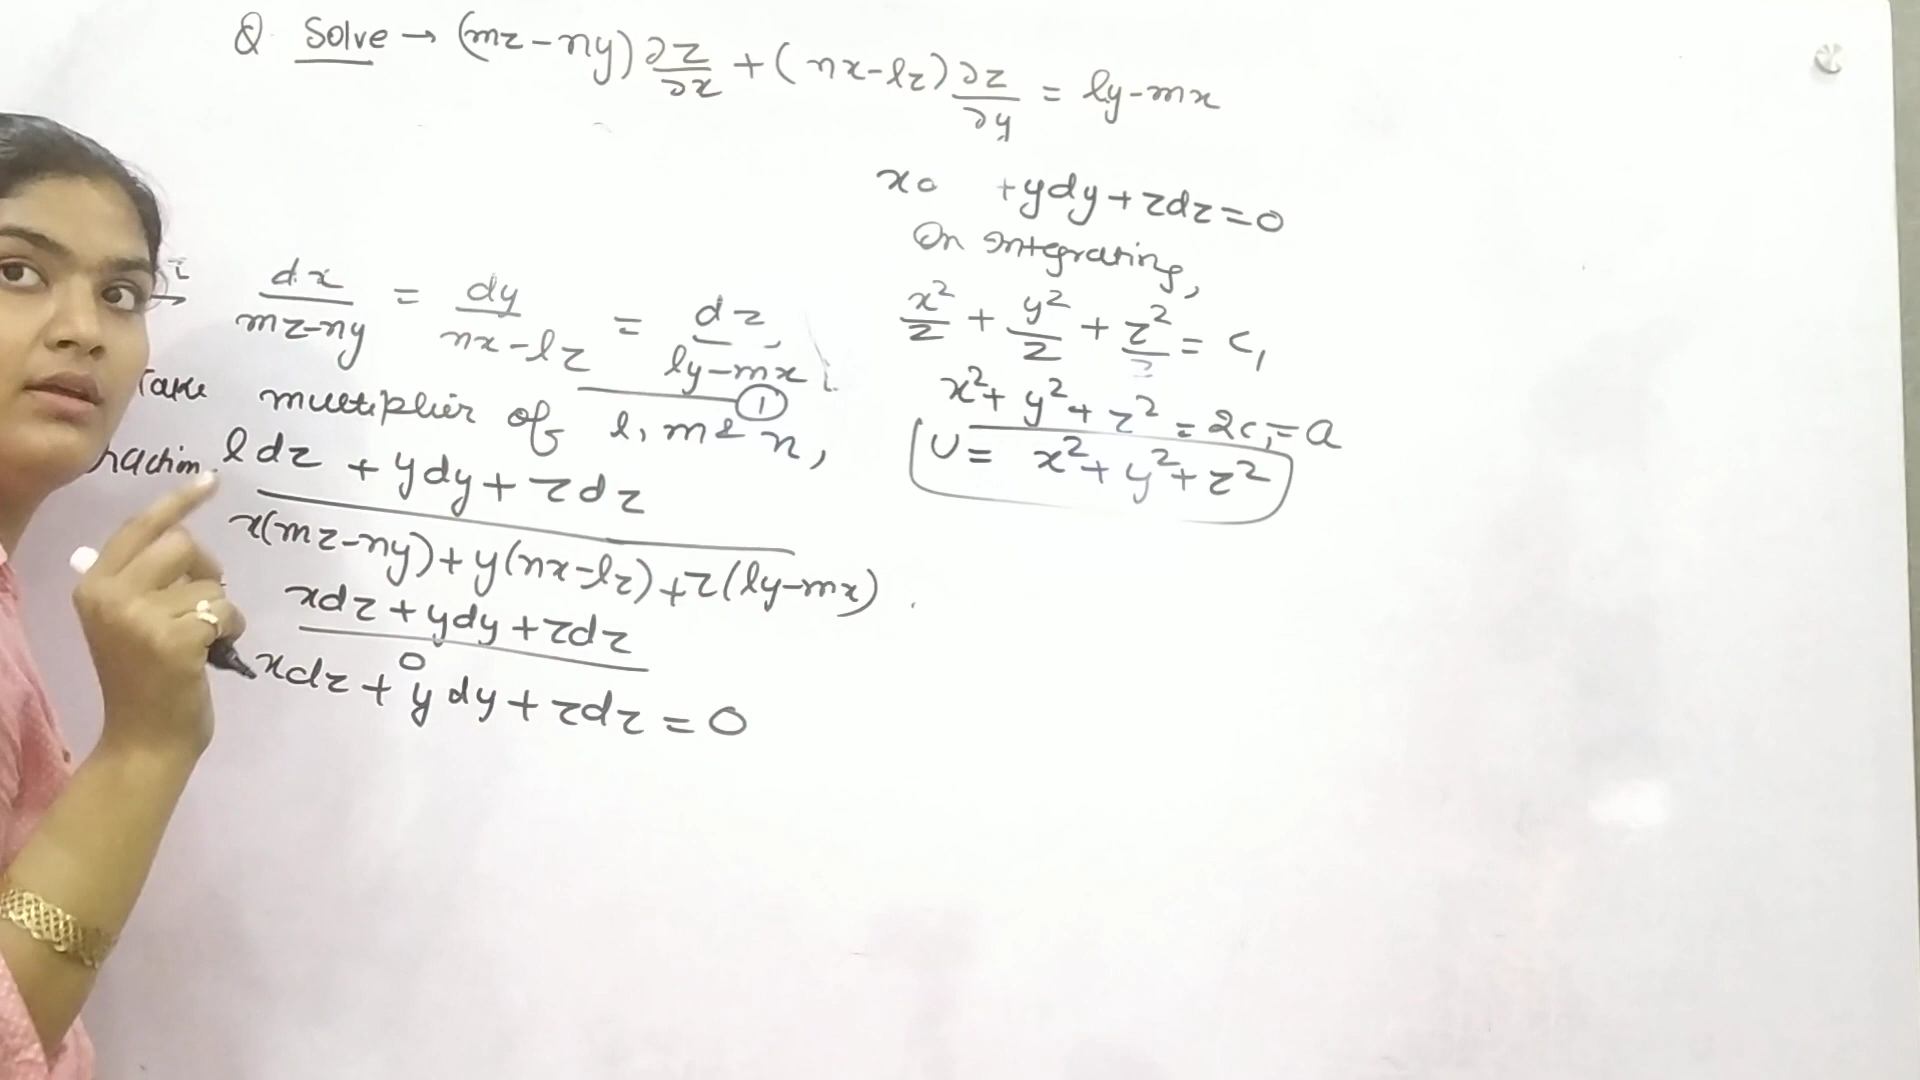 Q Solve → (mz-ny) ∂z/∂x + (nx-lz) ∂z/∂y = ly-mx
dx/mz-ny = dy/nx-lz = dz/ly-mx
①
Take multiplier of l, m & n,
ldz + ydy + zdz
x(mz-ny) + y(nx-lz) + z(ly-mx)
xdz + ydy + zdz
0
xdz + y dy + zdz = 0
x +ydy + zdz = 0
On integrating,
x²/2 + y²/2 + z²/2 = c₁
x² + y² + z² = 2c₁ = a
U = x² + y² + z²